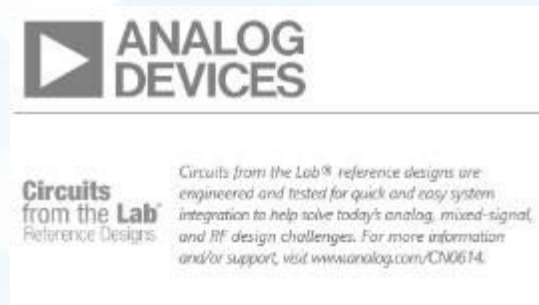 ANALOG
DEVICES
Circuits
from the Lab®
Reference Designs
Circuits from the Lab® reference designs are
engineered and tested for quick and easy system
integration to help solve today's analog, mixed-signal,
and RF design challenges. For more information
and/or support, visit www.analog.com/CN0614.